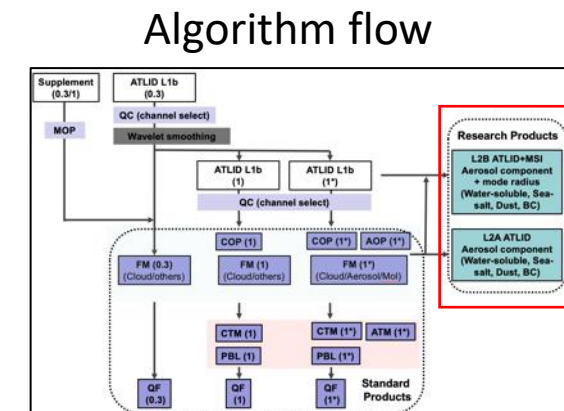 Algorithm flow
Supplement
(0.3/1)
ATLID L1b
(0.3)
QC (channel select)
MOP
Wavelet smoothing
ATLID L1b
(1)
ATLID L1b
(1*)
QC (channel select)
COP (1)
COP (1*)
AOP (1*)
FM (0.3)
(Cloud/others)
FM (1)
(Cloud/others)
FM (1*)
(Cloud/Aerosol/Mol)
CTM (1)
CTM (1*)
ATM (1*)
PBL (1)
PBL (1*)
QF
(0.3)
QF
(1)
QF
(1*)
Standard
Products
Research Products
L2B ATLID+MSI
Aerosol component
+ mode radius
(Water-soluble, Sea-
salt, Dust, BC)
L2A ATLID
Aerosol component
(Water-soluble, Sea-
salt, Dust, BC)